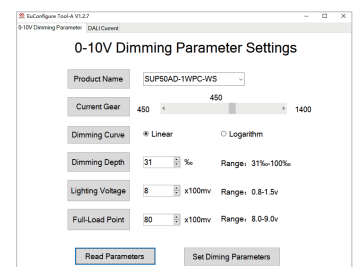 EuConfigure Tool-A V1.2.7
0-10V Dimming Parameter DALI Current
0-10V Dimming Parameter Settings
Product Name SUP50AD-1WPC-WS
450
Current Gear 450 1400
Dimming Curve Linear Logarithm
Dimming Depth 31 ‰ Range: 31‰-100‰
Lighting Voltage 8 x100mv Range: 0.8-1.5v
Full-Load Point 80 x100mv Range: 8.0-9.0v
Read Parameters Set Diming Parameters